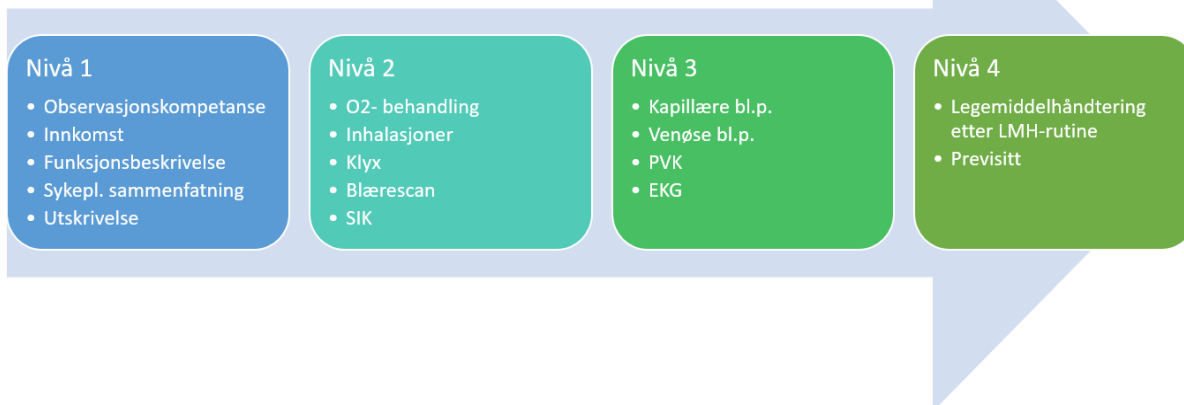 Nivå 1
• Observasjonskompetanse
• Innkomst
• Funksjonsbeskrivelse
• Sykepl. sammenfatning
• Utskrivelse
Nivå 2
• O2- behandling
• Inhalasjoner
• Klyx
• Blærescan
• SIK
Nivå 3
• Kapillære bl.p.
• Venøse bl.p.
• PVK
• EKG
Nivå 4
• Legemiddelhåndtering
etter LMH-rutine
• Previsitt